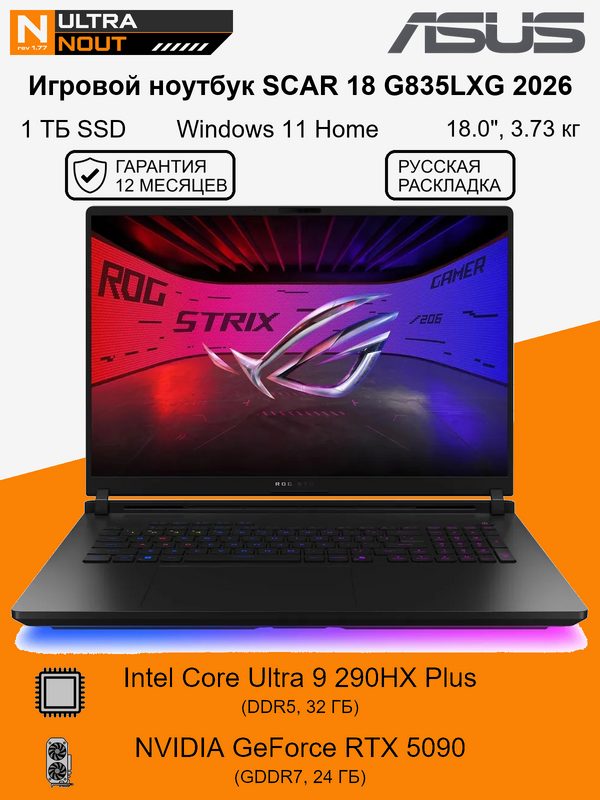 N ULTRA
rev 1.77 NOUT
ASUS
Игровой ноутбук SCAR 18 G835LXG 2026
1 ТБ SSD Windows 11 Home 18.0", 3.73 кг
ГАРАНТИЯ
12 МЕСЯЦЕВ
РУССКАЯ
РАСКЛАДКА
ROG
GAMER
STRIX
/206
Intel Core Ultra 9 290HX Plus
(DDR5, 32 ГБ)
NVIDIA GeForce RTX 5090
(GDDR7, 24 ГБ)